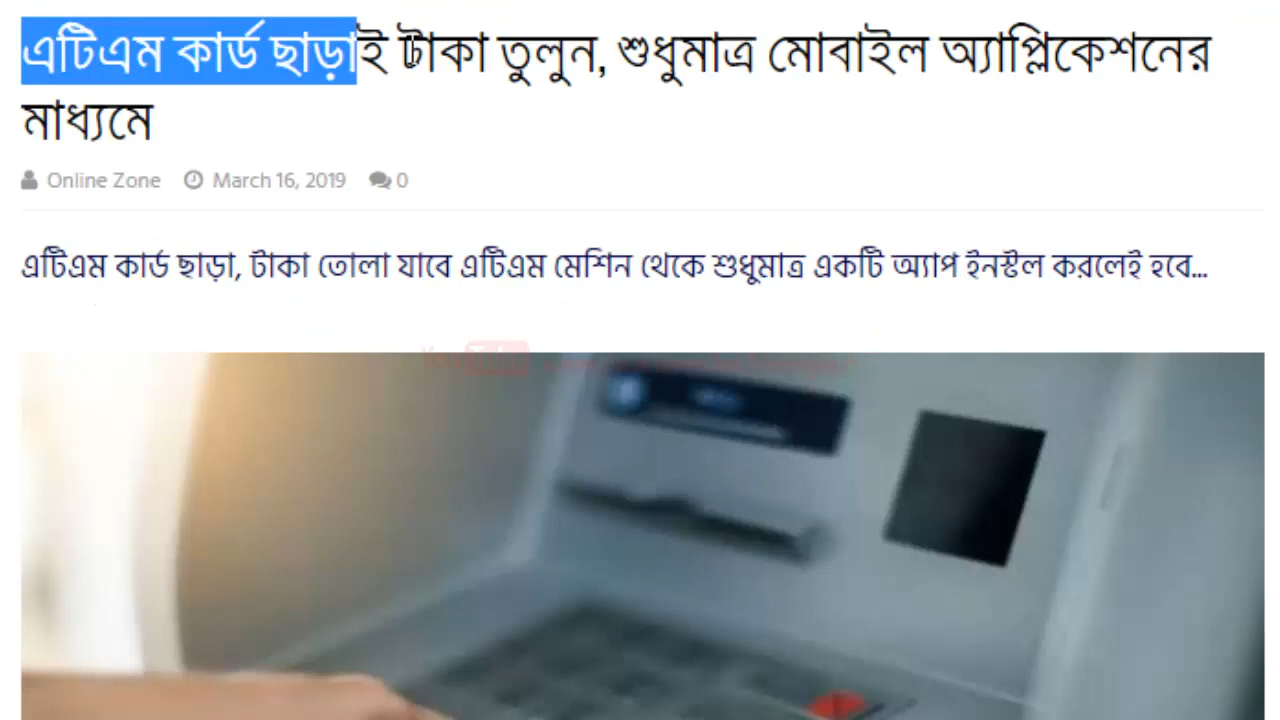 এটিএম কার্ড ছাড়াই টাকা তুলুন, শুধুমাত্র মোবাইল অ্যাপ্লিকেশনের
মাধ্যমে
Online Zone March 16, 2019 0
এটিএম কার্ড ছাড়া, টাকা তোলা যাবে এটিএম মেশিন থেকে শুধুমাত্র একটি অ্যাপ ইনস্টল করলেই হবে...
YouTube